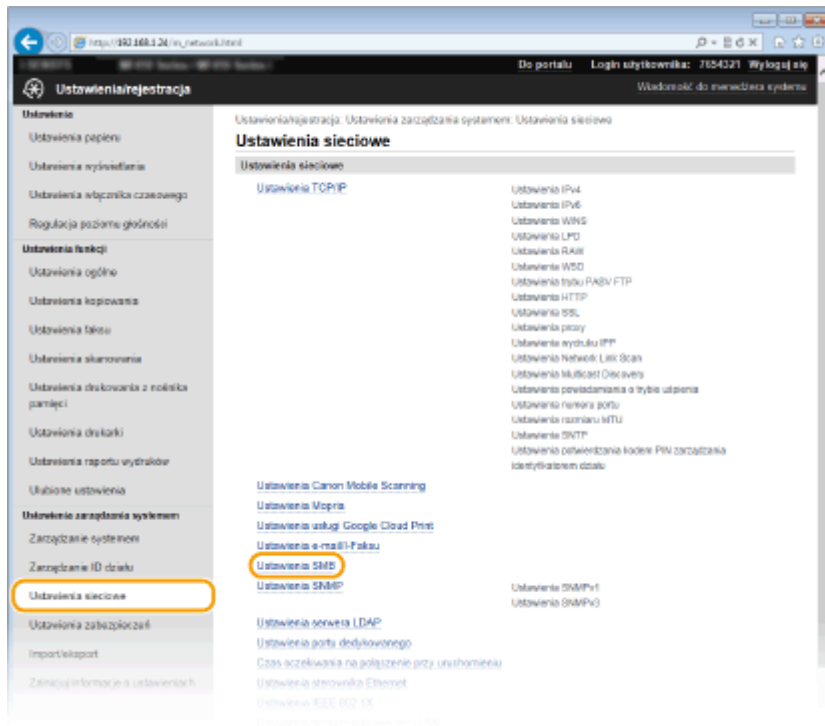 http://192.168.1.24/m_network.html
Do portalu Login użytkownika: 7654321 Wyloguj się
Ustawienia/rejestracja
Wiadomość do menedżera systemu
Ustawienia
Ustawienia papieru
Ustawienia wyświetlania
Ustawienia włącznika czasowego
Regulacja poziomu głośności
Ustawienia funkcji
Ustawienia ogólne
Ustawienia kopiowania
Ustawienia faksu
Ustawienia skanowania
Ustawienia drukowania z nośnika
pamięci
Ustawienia drukarki
Ustawienia raportu wydruków
Ulubione ustawienia
Ustawienia zarządzania systemem
Zarządzanie systemem
Zarządzanie ID działu
Ustawienia sieciowe
Ustawienia zabezpieczeń
Import/eksport
Zainicjuj informacje o ustawieniach
Ustawienia/rejestracja: Ustawienia zarządzania systemem: Ustawienia sieciowe
Ustawienia sieciowe
Ustawienia sieciowe
Ustawienia TCP/IP
Ustawienia IPv4
Ustawienia IPv6
Ustawienia WINS
Ustawienia LPD
Ustawienia RAW
Ustawienia WSD
Ustawienia trybu PASV FTP
Ustawienia HTTP
Ustawienia SSL
Ustawienia proxy
Ustawienia wydruku IPP
Ustawienia Network Link Scan
Ustawienia Multicast Discovery
Ustawienia powiadamiania o trybie uśpienia
Ustawienia numeru portu
Ustawienia rozmiaru MTU
Ustawienia SNTP
Ustawienia potwierdzania kodem PIN zarządzania
identyfikatorem działu
Ustawienia Canon Mobile Scanning
Ustawienia Mopria
Ustawienia usługi Google Cloud Print
Ustawienia e-mail/I-Faksu
Ustawienia SMB
Ustawienia SNMP
Ustawienia SNMPv1
Ustawienia SNMPv3
Ustawienia serwera LDAP
Ustawienia portu dedykowanego
Czas oczekiwania na połączenie przy uruchomieniu
Ustawienia sterownika Ethernet
Ustawienia IEEE 802.1X